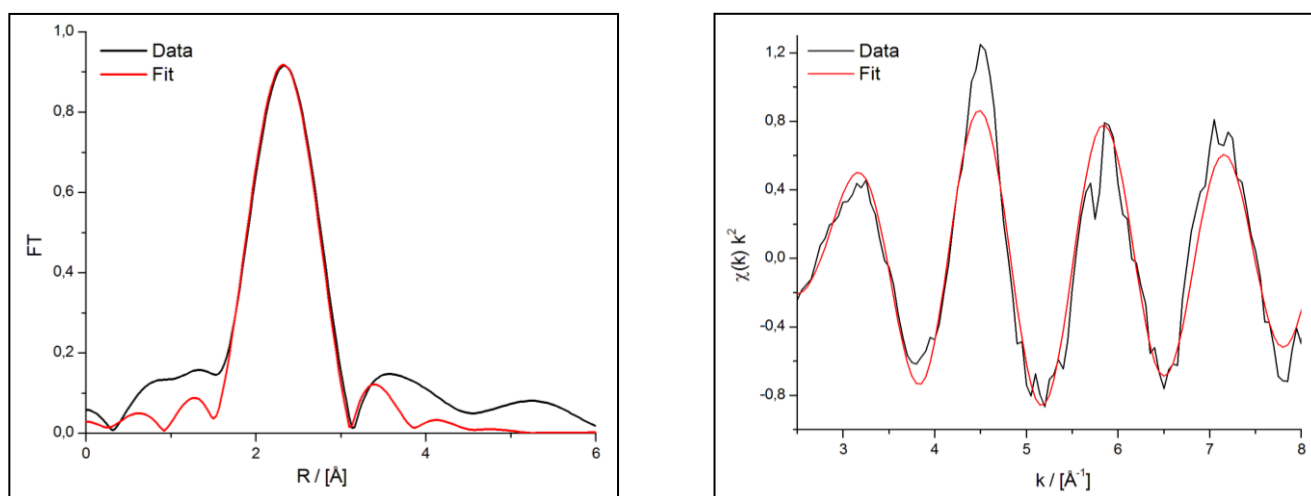 1,0
0,8
0,6
0,4
0,2
0,0
FT
Data
Fit
0
2
4
6
R / [Å]
1,2
0,8
0,4
0,0
-0,4
-0,8
χ(k) k²
Data
Fit
3
4
5
6
7
8
k / [Å⁻¹]